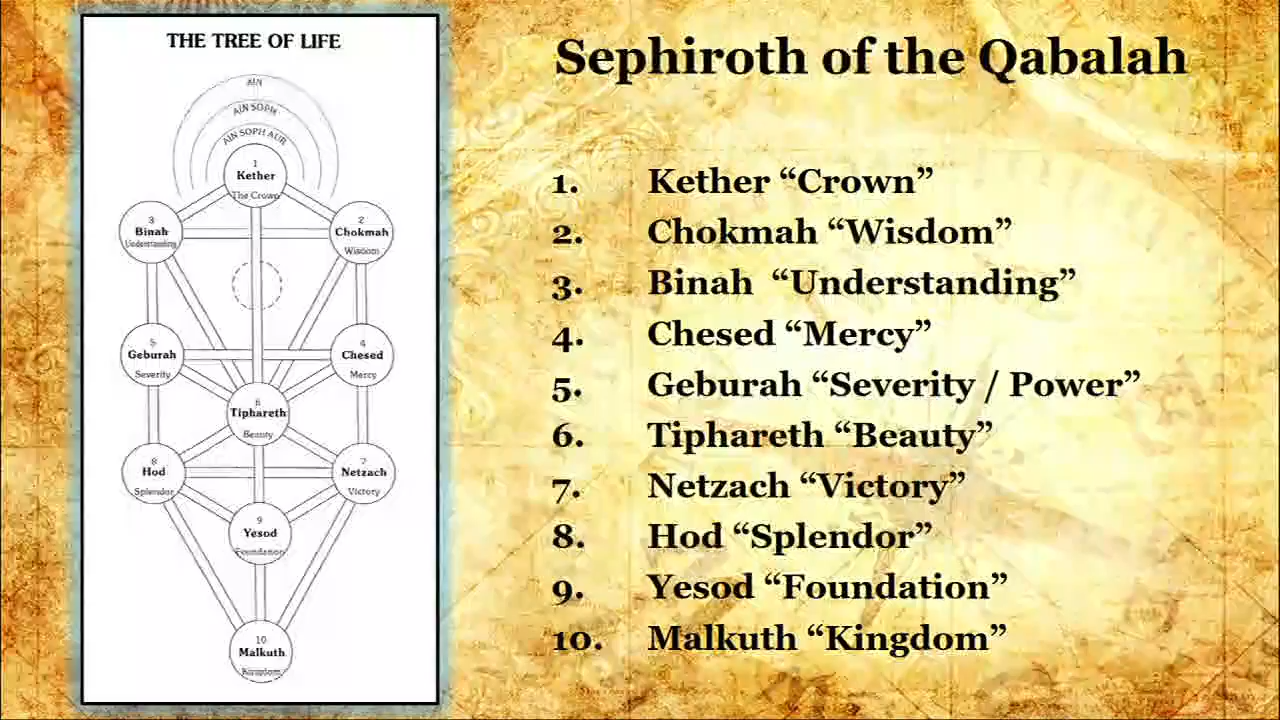 THE TREE OF LIFE
AIN
AIN SOPH
AIN SOPH AUR
1
Kether
The Crown
3
Binah
Understanding
2
Chokmah
Wisdom
5
Geburah
Severity
4
Chesed
Mercy
6
Tiphareth
Beauty
8
Hod
Splendor
7
Netzach
Victory
9
Yesod
Foundation
10
Malkuth
Kingdom
Sephiroth of the Qabalah
1. Kether “Crown”
2. Chokmah “Wisdom”
3. Binah “Understanding”
4. Chesed “Mercy”
5. Geburah “Severity / Power”
6. Tiphareth “Beauty”
7. Netzach “Victory”
8. Hod “Splendor”
9. Yesod “Foundation”
10. Malkuth “Kingdom”